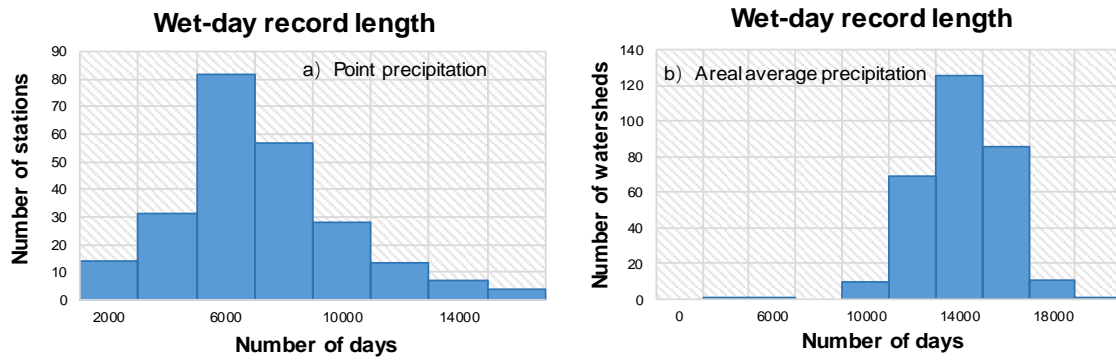 Wet-day record length
90
80
70
60
50
40
30
20
10
0
Number of stations
a) Point precipitation
2000 6000 10000 14000
Number of days
Wet-day record length
140
120
100
80
60
40
20
0
Number of watersheds
b) Areal average precipitation
0 6000 10000 14000 18000
Number of days